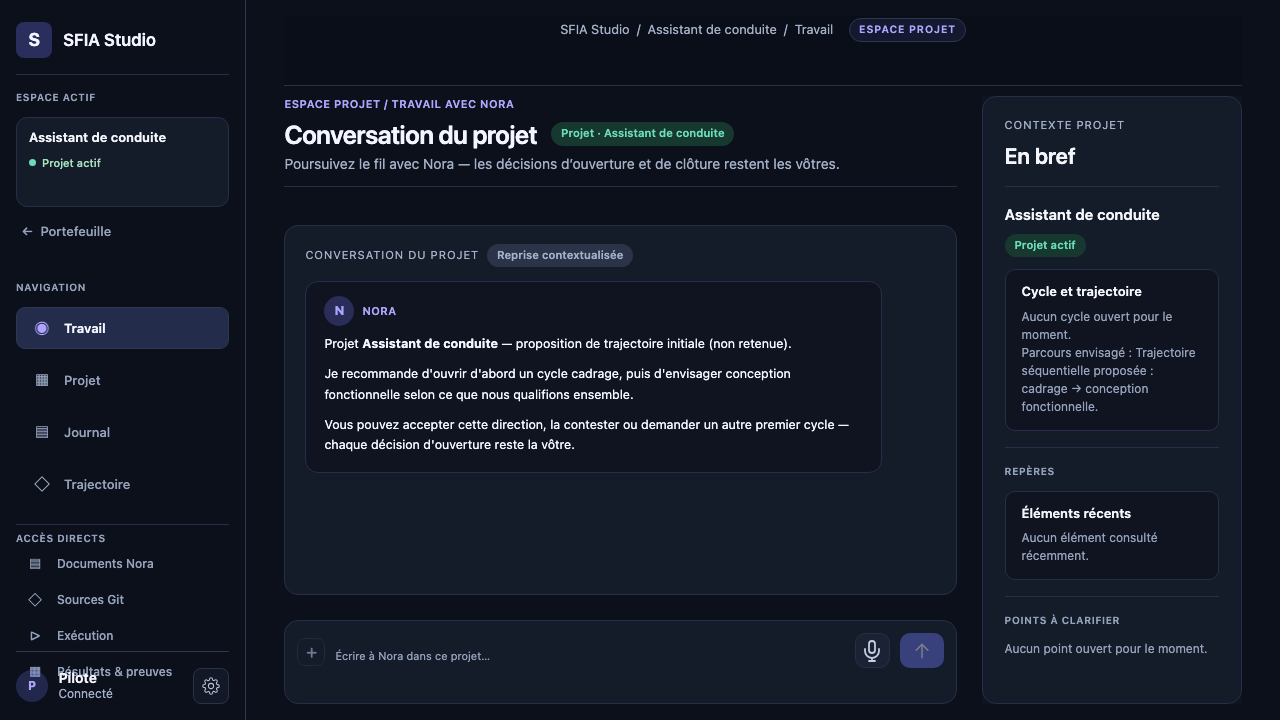 S SFIA Studio
ESPACE ACTIF
Assistant de conduite
Projet actif
← Portefeuille
NAVIGATION
Travail
Projet
Journal
Trajectoire
ACCÈS DIRECTS
Documents Nora
Sources Git
Exécution
Résultats & preuves
P Pilote
Connecté
SFIA Studio / Assistant de conduite / Travail ESPACE PROJET
ESPACE PROJET / TRAVAIL AVEC NORA
Conversation du projet Projet · Assistant de conduite
Poursuivez le fil avec Nora — les décisions d’ouverture et de clôture restent les vôtres.
CONVERSATION DU PROJET Reprise contextualisée
N NORA
Projet Assistant de conduite — proposition de trajectoire initiale (non retenue).
Je recommande d'ouvrir d'abord un cycle cadrage, puis d'envisager conception
fonctionnelle selon ce que nous qualifions ensemble.
Vous pouvez accepter cette direction, la contester ou demander un autre premier cycle —
chaque décision d'ouverture reste la vôtre.
Écrire à Nora dans ce projet...
CONTEXTE PROJET
En bref
Assistant de conduite
Projet actif
Cycle et trajectoire
Aucun cycle ouvert pour le
moment.
Parcours envisagé : Trajectoire
séquentielle proposée :
cadrage → conception
fonctionnelle.
REPÈRES
Éléments récents
Aucun élément consulté
récemment.
POINTS À CLARIFIER
Aucun point ouvert pour le moment.